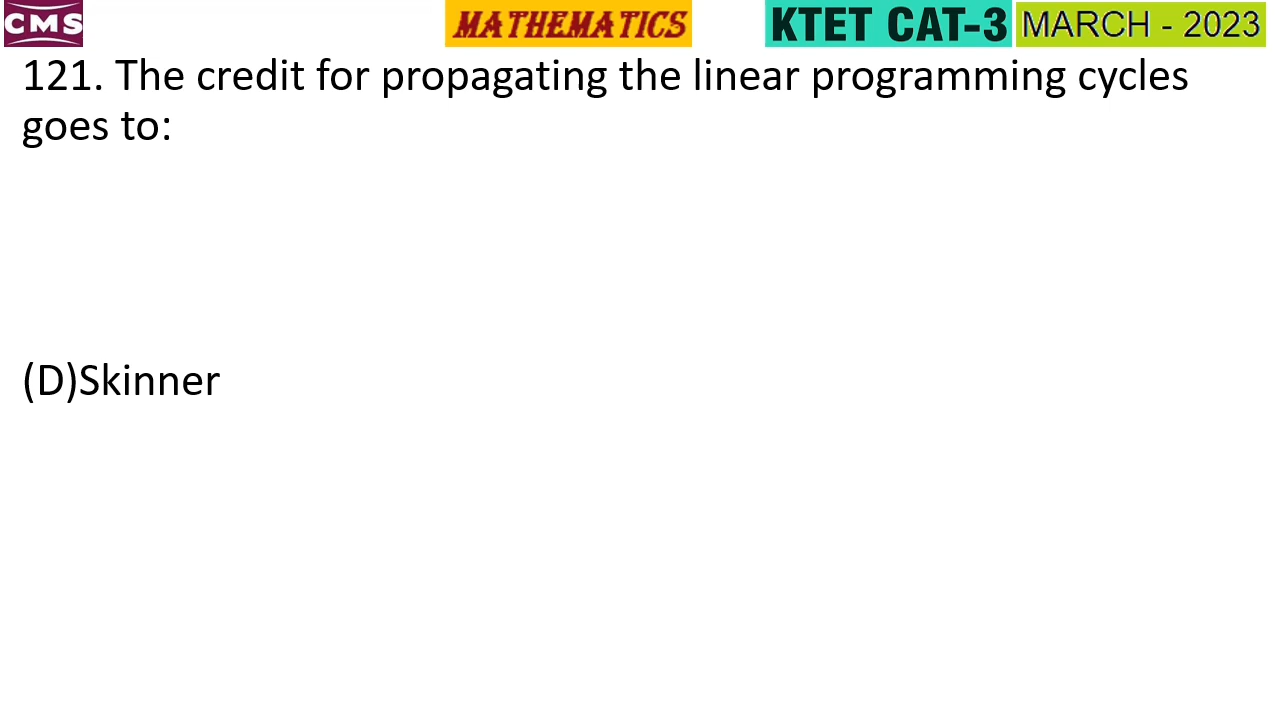 CMS
MATHEMATICS
KTET CAT-3
MARCH - 2023
121. The credit for propagating the linear programming cycles
goes to:
(D)Skinner